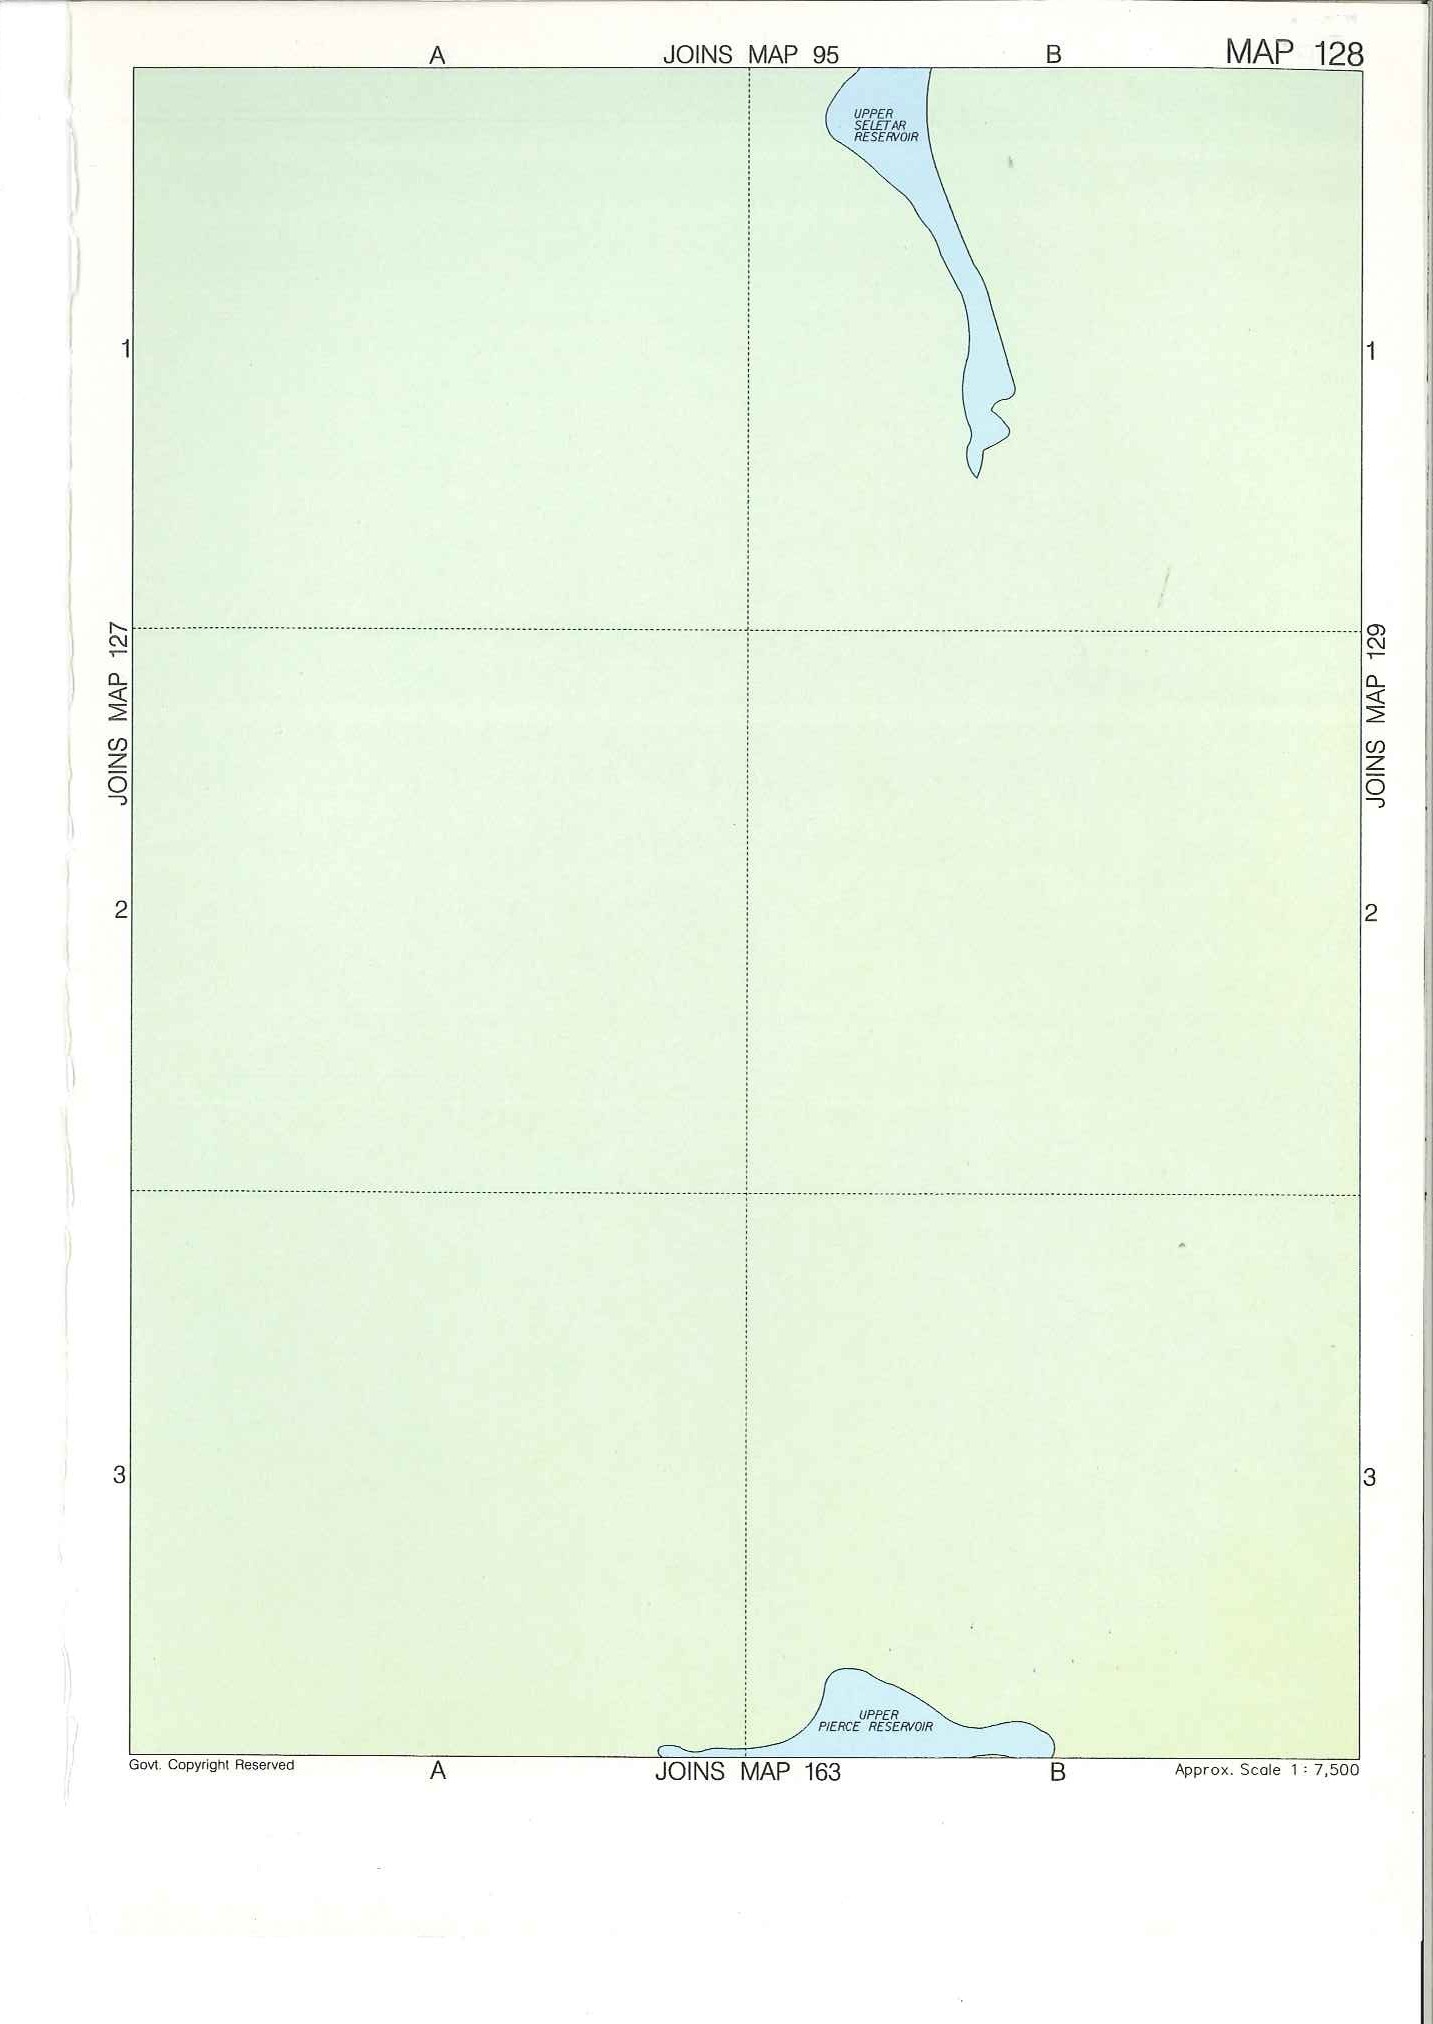 A
JOINS MAP 95
B
MAP 128
UPPER
SELETAR
RESERVOIR
1
1
JOINS MAP 127
JOINS MAP 129
2
2
3
3
UPPER
PIERCE RESERVOIR
Govt. Copyright Reserved
A
JOINS MAP 163
B
Approx. Scale 1 : 7,500